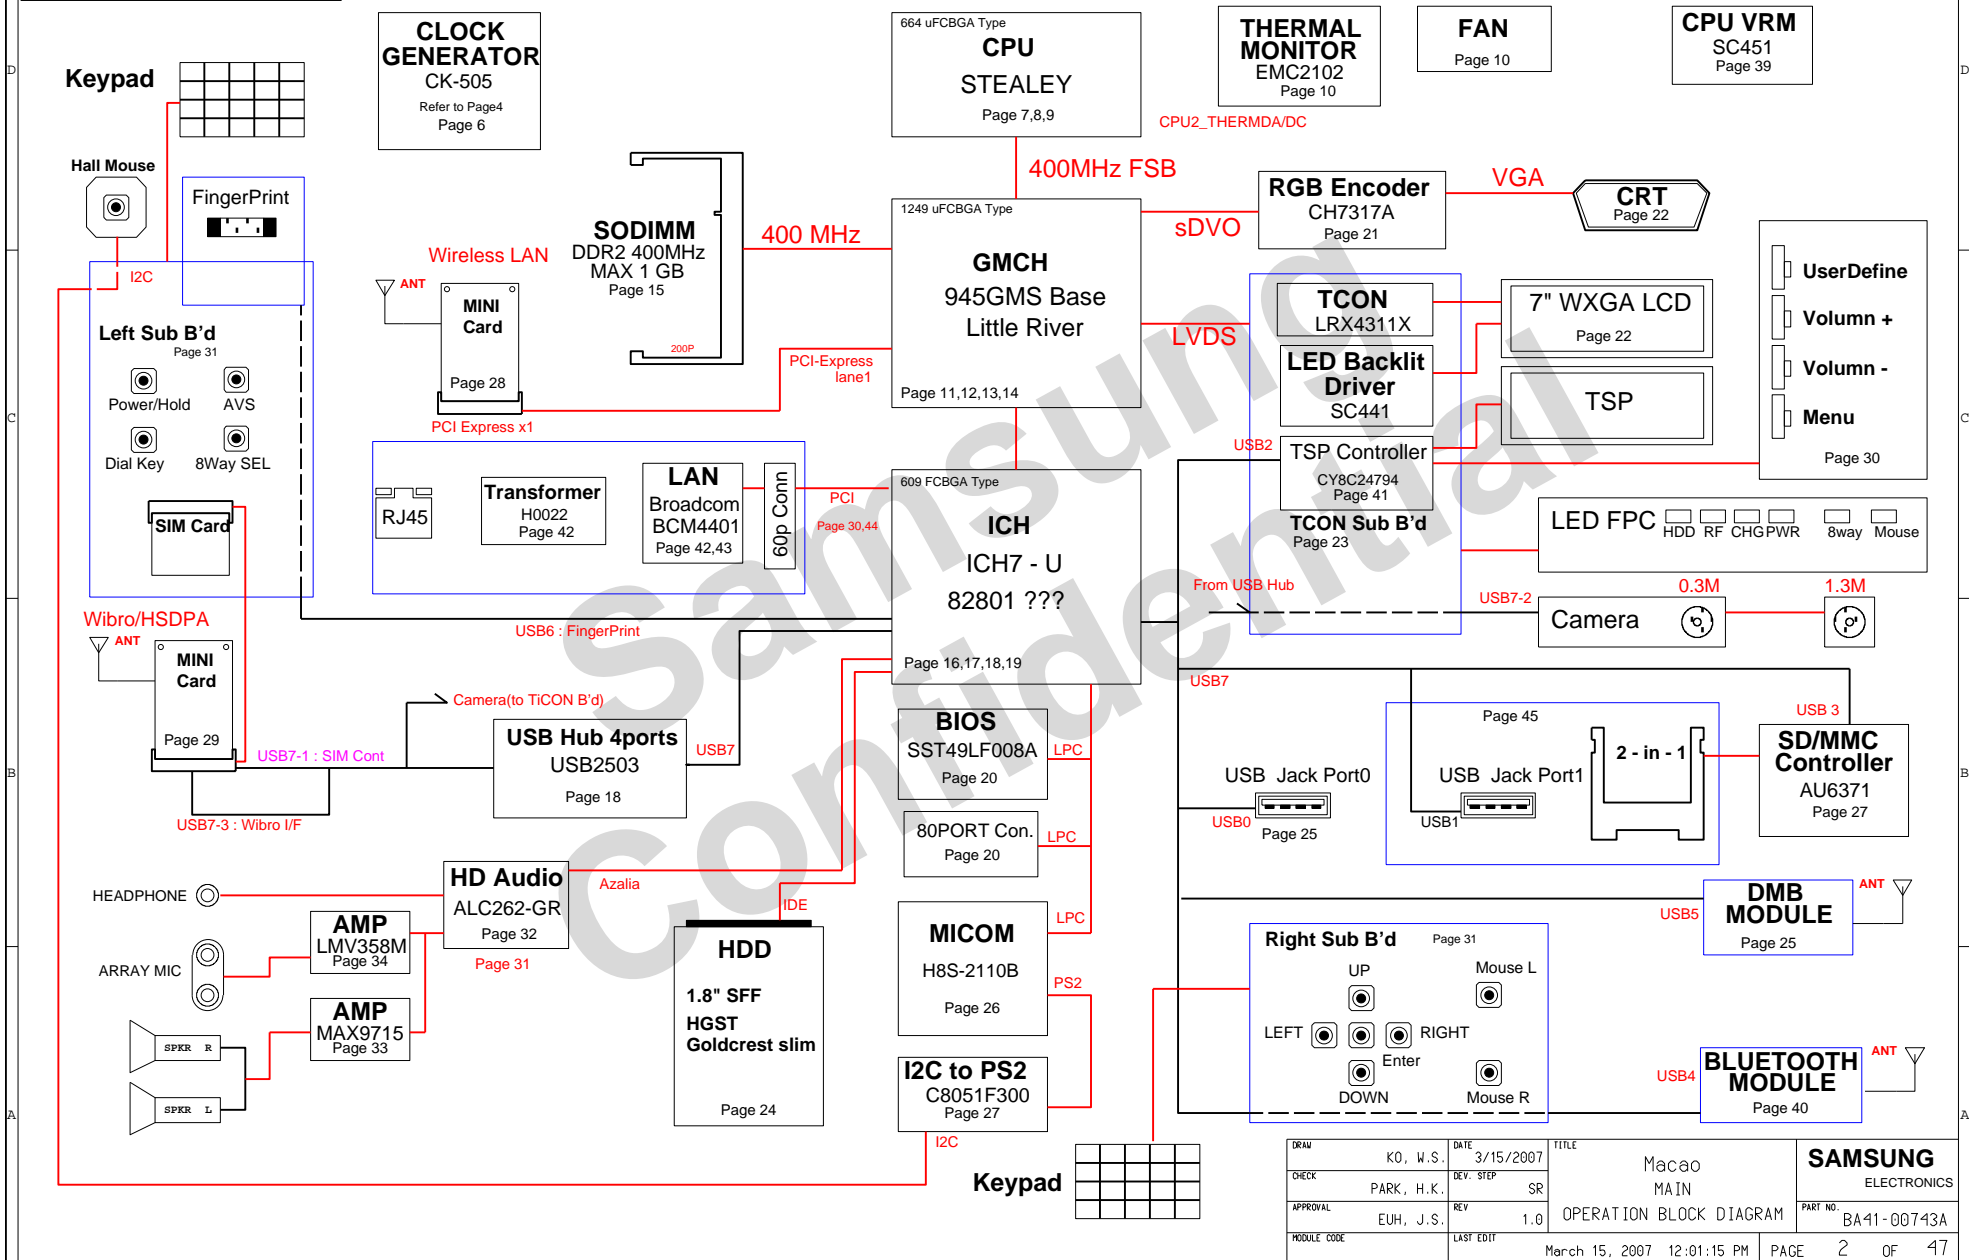 Keypad
CLOCK
GENERATOR
CK-505
Refer to Page4
Page 6
664 uFCBGA Type
CPU
STEALEY
Page 7,8,9
THERMAL
MONITOR
EMC2102
Page 10
CPU2_THERMDA/DC
FAN
Page 10
CPU VRM
SC451
Page 39
D
D
Hall Mouse
FingerPrint
I2C
400MHz FSB
SODIMM
DDR2 400MHz
MAX 1 GB
Page 15
200P
400 MHz
1249 uFCBGA Type
GMCH
945GMS Base
Little River
Page 11,12,13,14
sDVO
RGB Encoder
CH7317A
Page 21
VGA
CRT
Page 22
Wireless LAN
ANT
MINI
Card
Page 28
PCI Express x1
PCI-Express
lane1
LVDS
TCON
LRX4311X
LED Backlit
Driver
SC441
7" WXGA LCD
Page 22
TSP
UserDefine
Volumn +
Volumn -
Menu
Page 30
Left Sub B'd
Page 31
Power/Hold
AVS
Dial Key
8Way SEL
SIM Card
C
C
USB2
TSP Controller
CY8C24794
Page 41
TCON Sub B'd
Page 23
RJ45
Transformer
H0022
Page 42
LAN
Broadcom
BCM4401
Page 42,43
60p Conn
PCI
Page 30,44
609 FCBGA Type
ICH
ICH7 - U
82801 ???
Page 16,17,18,19
LED FPC
HDD
RF
CHG
PWR
8way
Mouse
From USB Hub
USB7-2
Camera
0.3M
1.3M
Wibro/HSDPA
ANT
MINI
Card
Page 29
USB6 : FingerPrint
Camera(to TiCON B'd)
USB7-1 : SIM Cont
USB7-3 : Wibro I/F
USB Hub 4ports
USB2503
Page 18
USB7
USB7
BIOS
SST49LF008A
Page 20
LPC
80PORT Con.
Page 20
LPC
Page 45
2 - in - 1
USB Jack Port0
USB0
Page 25
USB Jack Port1
USB1
USB 3
SD/MMC
Controller
AU6371
Page 27
B
B
HEADPHONE
HD Audio
ALC262-GR
Page 32
Page 31
Azalia
IDE
ARRAY MIC
AMP
LMV358M
Page 34
AMP
MAX9715
Page 33
SPKR R
SPKR L
HDD
1.8" SFF
HGST
Goldcrest slim
Page 24
LPC
MICOM
H8S-2110B
Page 26
PS2
I2C to PS2
C8051F300
Page 27
I2C
USB5
DMB
MODULE
Page 25
ANT
Right Sub B'd
Page 31
UP
LEFT
RIGHT
Enter
DOWN
Mouse L
Mouse R
USB4
BLUETOOTH
MODULE
Page 40
ANT
A
A
Keypad
Samsung
Confidential
DRAW
KO, W.S.
DATE
3/15/2007
TITLE
Macao
MAIN
OPERATION BLOCK DIAGRAM
SAMSUNG
ELECTRONICS
CHECK
PARK, H.K.
DEV. STEP
SR
APPROVAL
EUH, J.S.
REV
1.0
PART NO.
BA41-00743A
MODULE CODE
LAST EDIT
March 15, 2007 12:01:15 PM
PAGE 2 OF 47